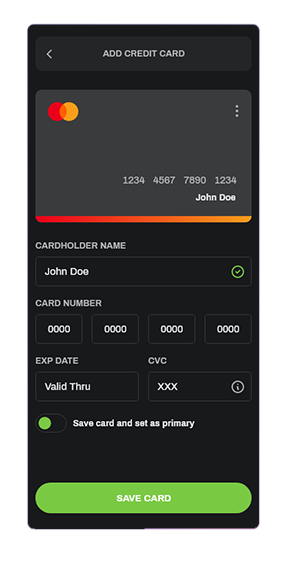 ADD CREDIT CARD
1234 4567 7890 1234
John Doe
CARDHOLDER NAME
John Doe
CARD NUMBER
0000 0000 0000 0000
EXP DATE CVC
Valid Thru XXX
Save card and set as primary
SAVE CARD